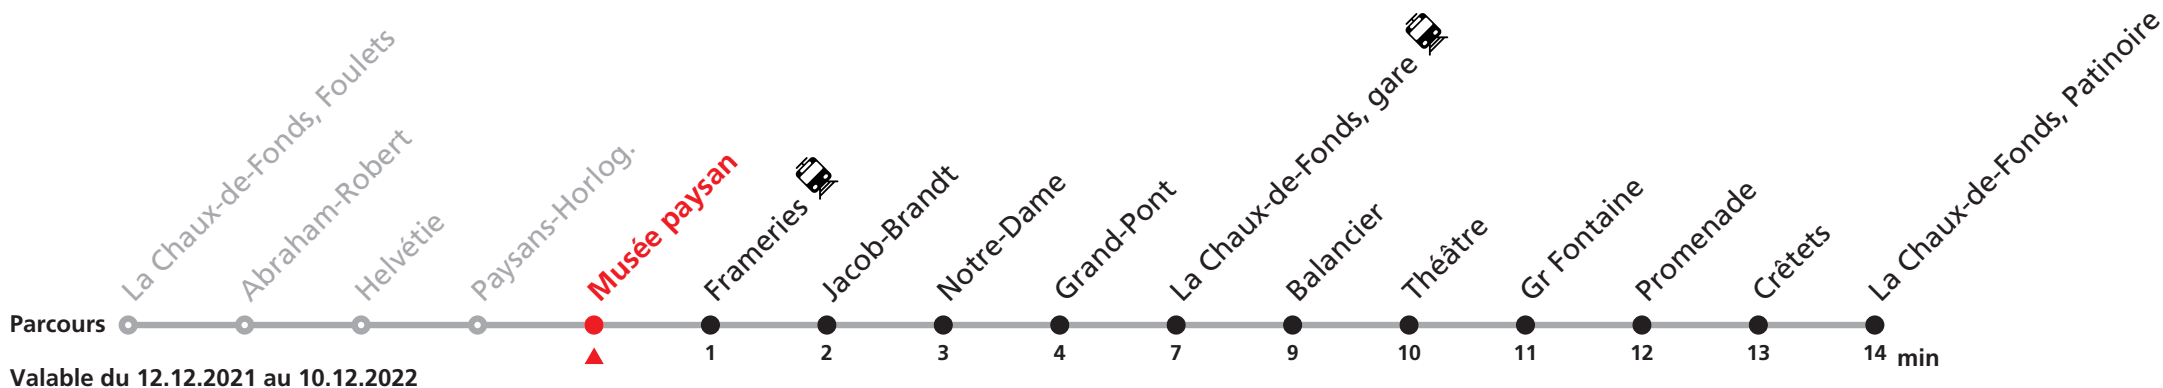 La Chaux-de-Fonds, Foulets
Abraham-Robert
Helvétie
Paysans-Horlog.
Musée paysan
Frameries
Jacob-Brandt
Notre-Dame
Grand-Pont
La Chaux-de-Fonds, gare
Balancier
Théâtre
Gr Fontaine
Promenade
Crêtets
La Chaux-de-Fonds, Patinoire
Parcours
1 2 3 4 7 9 10 11 12 13 14 min
Valable du 12.12.2021 au 10.12.2022